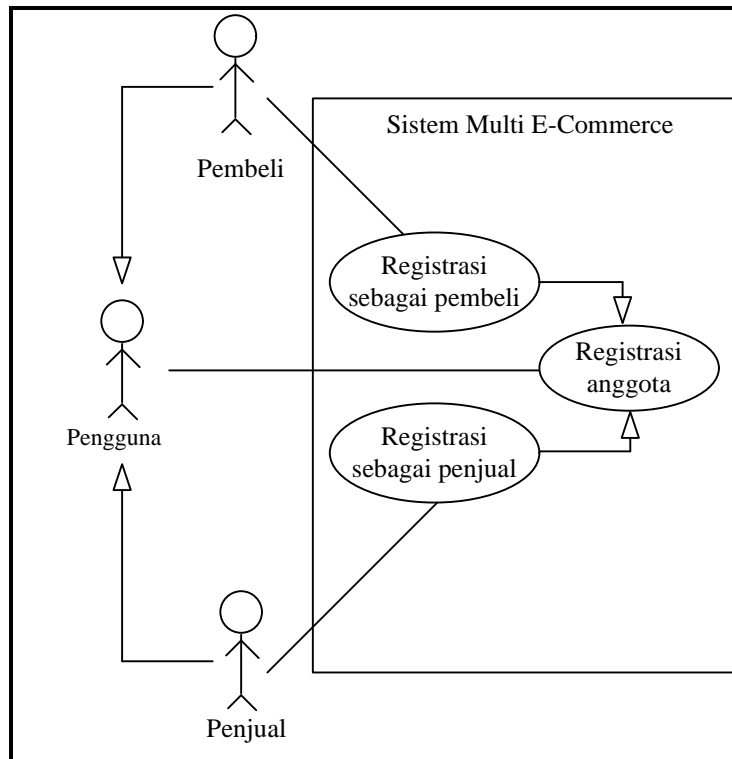 Sistem Multi E-Commerce
Pembeli
Registrasi
sebagai pembeli
Registrasi
anggota
Pengguna
Registrasi
sebagai penjual
Penjual